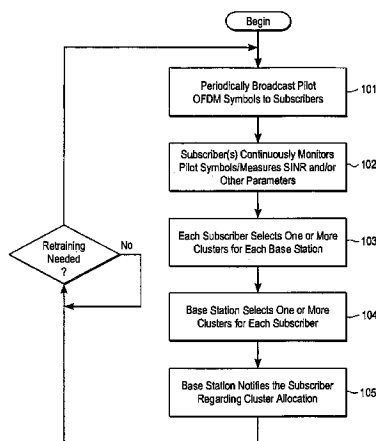 Begin
Periodically Broadcast Pilot
OFDM Symbols to Subscribers
101
Subscriber(s) Continuously Monitors
Pilot Symbols/Measures SINR and/or
Other Parameters
102
Each Subscriber Selects One or More
Clusters for Each Base Station
103
Retraining
Needed
?
No
Base Station Selects One or More
Clusters for Each Subscriber
104
Base Station Notifies the Subscriber
Regarding Cluster Allocation
105